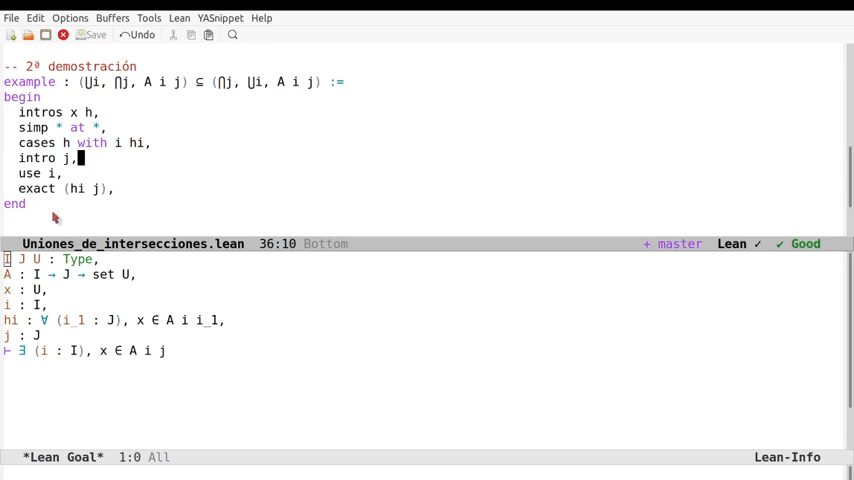 File Edit Options Buffers Tools Lean YASnippet Help
Save Undo
-- 2ª demostración
example : (⋃i, ⋂j, A i j) ⊆ (⋂j, ⋃i, A i j) :=
begin
intros x h,
simp * at *,
cases h with i hi,
intro j,
use i,
exact (hi j),
end
Uniones_de_intersecciones.lean 36:10 Bottom + master Lean ✓ ✔ Good
I J U : Type,
A : I → J → set U,
x : U,
i : I,
hi : ∀ (i_1 : J), x ∈ A i i_1,
j : J
⊢ ∃ (i : I), x ∈ A i j
*Lean Goal* 1:0 All Lean-Info